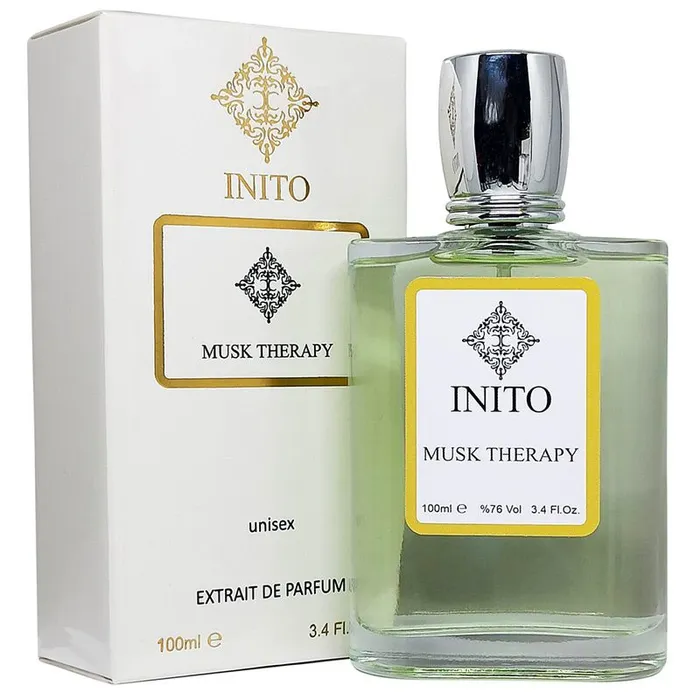 INITO
MUSK THERAPY
unisex
EXTRAIT DE PARFUM
100ml ℮ 3.4 Fl.
INITO
MUSK THERAPY
100ml ℮ %76 Vol 3.4 Fl.Oz.